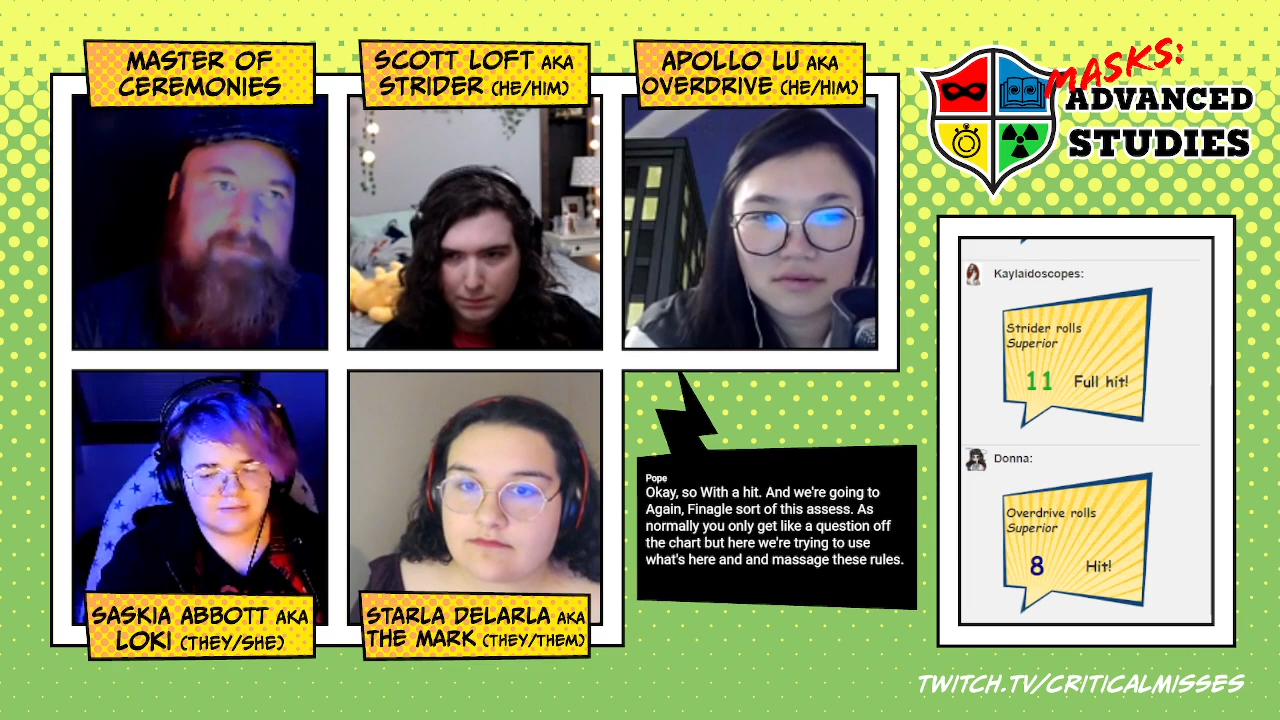 MASTER OF
CEREMONIES
SCOTT LOFT AKA
STRIDER (HE/HIM)
APOLLO LU AKA
OVERDRIVE (HE/HIM)
MASKS:
ADVANCED
STUDIES
Kaylaidoscopes:
Strider rolls
Superior
11 Full hit!
Donna:
Overdrive rolls
Superior
8 Hit!
Pope
Okay, so With a hit. And we're going to
Again, Finagle sort of this assess. As
normally you only get like a question off
the chart but here we're trying to use
what's here and and massage these rules.
SASKIA ABBOTT AKA
LOKI (THEY/SHE)
STARLA DELARLA AKA
THE MARK (THEY/THEM)
TWITCH.TV/CRITICALMISSES